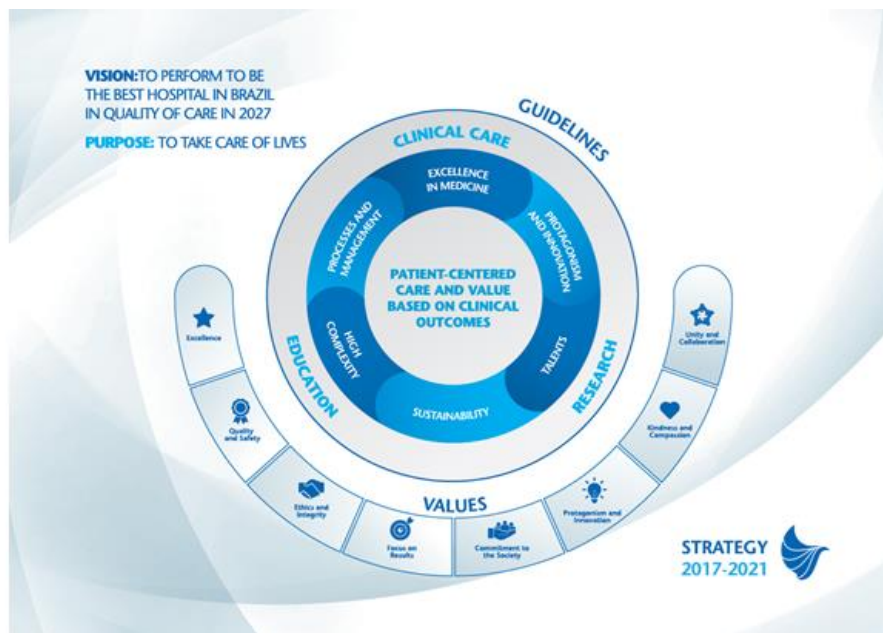 VISION:TO PERFORM TO BE
THE BEST HOSPITAL IN BRAZIL
IN QUALITY OF CARE IN 2027
PURPOSE: TO TAKE CARE OF LIVES
GUIDELINES
CLINICAL CARE
EXCELLENCE
IN MEDICINE
PROTAGONISM
AND INNOVATION
TALENTS
SUSTAINABILITY
HIGH
COMPLEXITY
PROCESSES AND
MANAGEMENT
PATIENT-CENTERED
CARE AND VALUE
BASED ON CLINICAL
OUTCOMES
EDUCATION
RESEARCH
VALUES
Excellence
Quality
and Safety
Ethics and
Integrity
Focus on
Results
Commitment to
the Society
Protagonism and
Innovation
Kindness and
Compassion
Unity and
Collaboration
STRATEGY
2017-2021